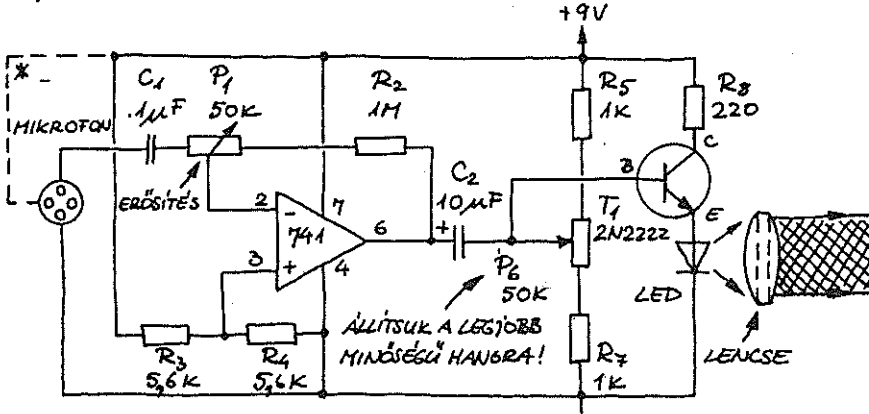 +9V
* -
C1
.1µF
P1
50K
R2
1M
R5
1K
R8
220
MIKROFON
ERŐSÍTÉS
2
-
741
7
6
3
+
4
C2
10µF
+
B
C
E
T1
2N2222
P6
50K
LED
ÁLLÍTSUK A LEGJOBB
MINŐSÉGŰ HANGRA!
LENCSE
R3
5,6K
R4
5,6K
R7
1K